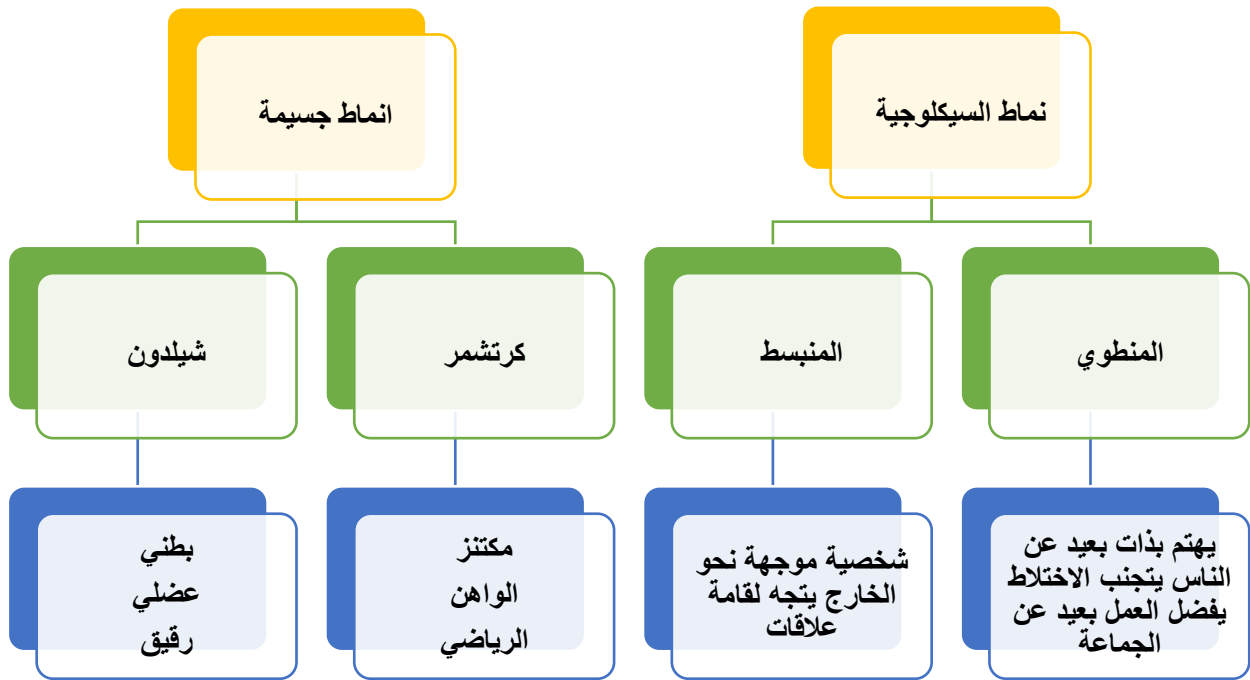 نماط السيكلوجية
انماط جسيمة
المنطوي
المنبسط
كرتشمر
شيلدون
يهتم بذات بعيد عن
الناس يتجنب الاختلاط
يفضل العمل بعيد عن
الجماعة
شخصية موجهة نحو
الخارج يتجه لقامة
علاقات
مكتنز
الواهن
الرياضي
بطني
عضلي
رقيق